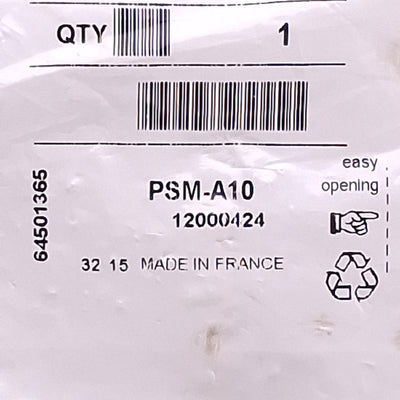 QTY 1
easy
opening
64501365
PSM-A10
12000424
32 15 MADE IN FRANCE